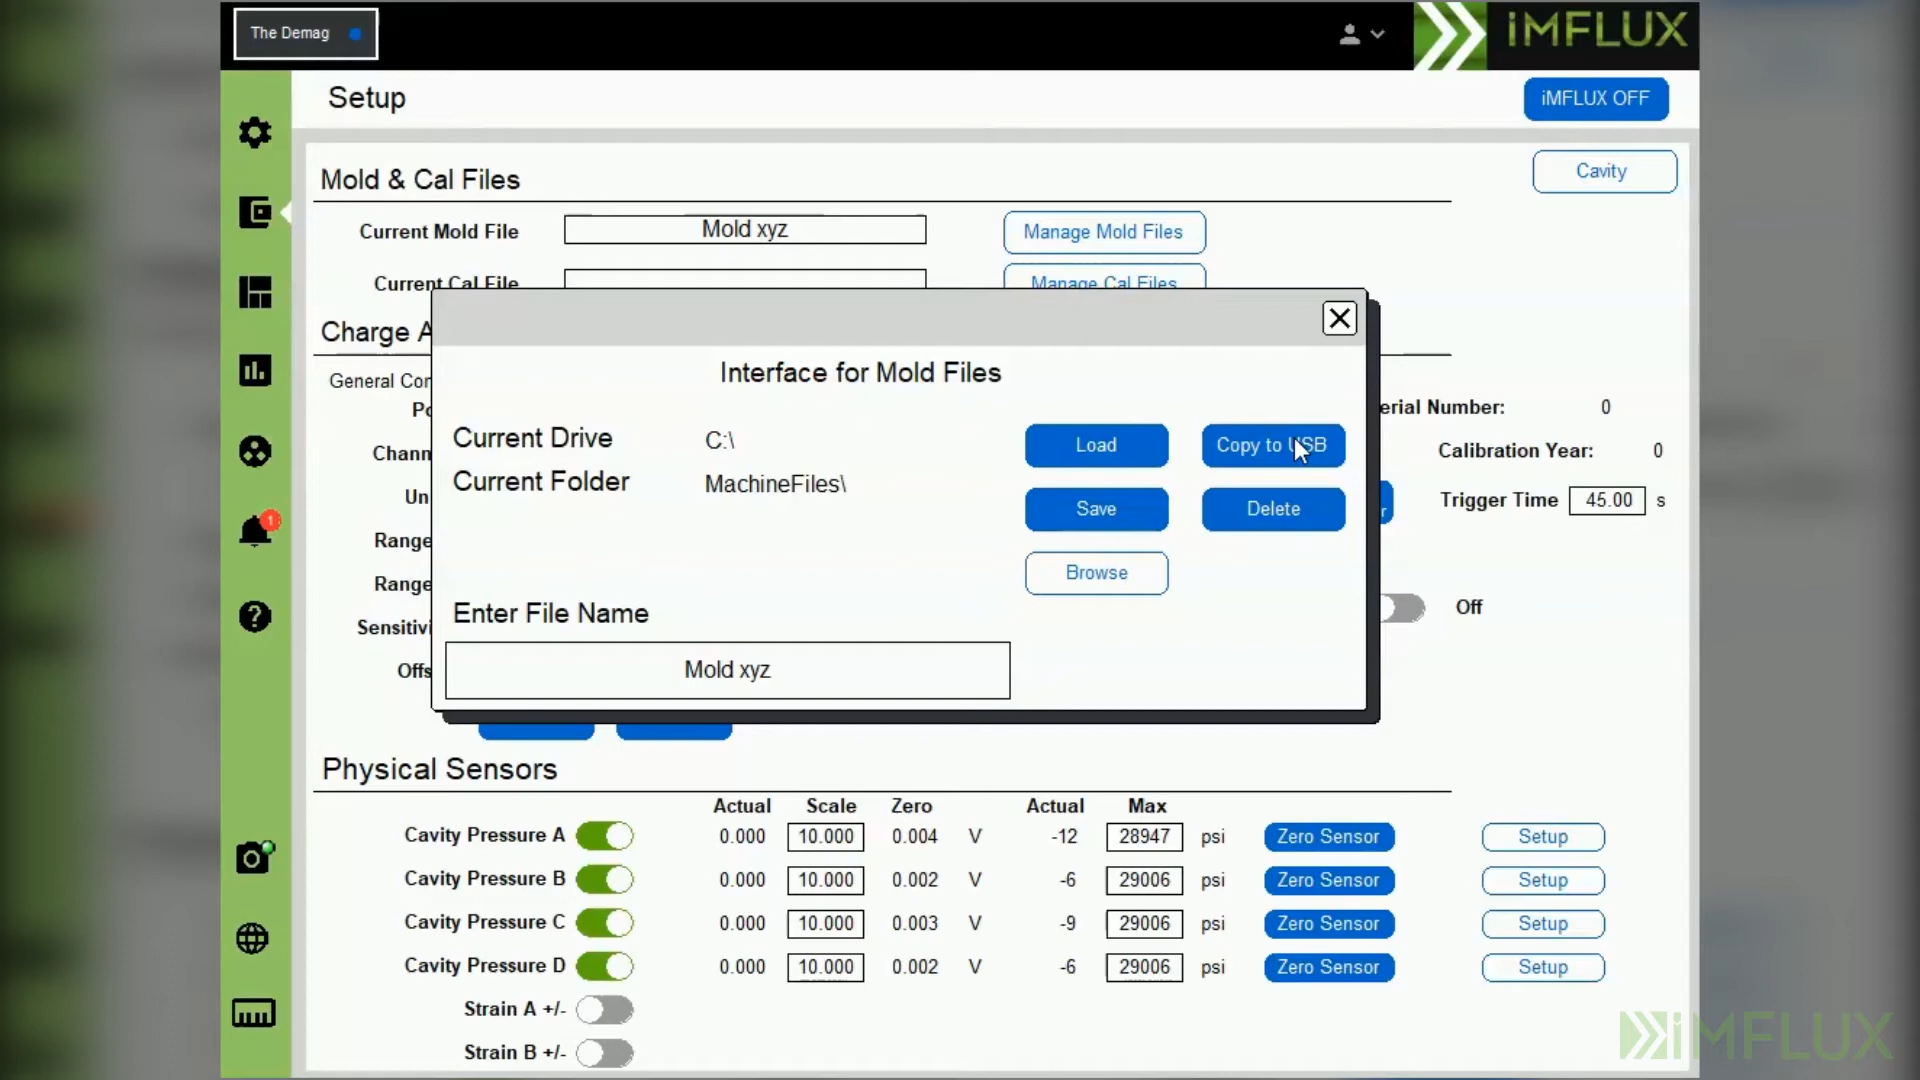 The Demag
iMFLUX
Setup
iMFLUX OFF
Mold & Cal Files
Cavity
Current Mold File
Mold xyz
Manage Mold Files
Current Cal File
Manage Cal Files
Charge A
Interface for Mold Files
General Con
erial Number:
0
Current Drive
C:\
Load
Copy to USB
Chann
Calibration Year:
0
Current Folder
MachineFiles\
Un
Save
Delete
r
Trigger Time
45.00
s
Range
Browse
Range
Enter File Name
Off
Sensitivi
Offs
Mold xyz
Physical Sensors
Actual Scale Zero Actual Max
Cavity Pressure A 0.000 10.000 0.004 V -12 28947 psi Zero Sensor Setup
Cavity Pressure B 0.000 10.000 0.002 V -6 29006 psi Zero Sensor Setup
Cavity Pressure C 0.000 10.000 0.003 V -9 29006 psi Zero Sensor Setup
Cavity Pressure D 0.000 10.000 0.002 V -6 29006 psi Zero Sensor Setup
Strain A +/-
Strain B +/-
1
iMFLUX